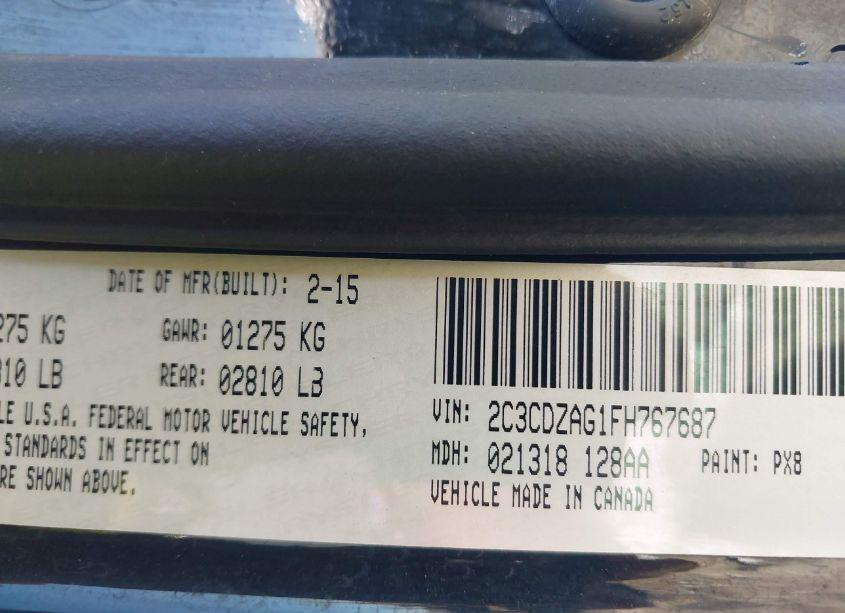 DATE OF MFR(BUILT): 2-15
275 KG GAWR: 01275 KG
10 LB REAR: 02810 LB
LE U.S.A. FEDERAL MOTOR VEHICLE SAFETY,
STANDARDS IN EFFECT ON
RE SHOWN ABOVE.
VIN: 2C3CDZAG1FH767687
MDH: 021318 128AA PAINT: PX8
VEHICLE MADE IN CANADA